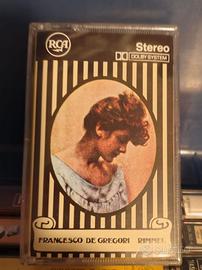 RCA
Stereo
DOLBY SYSTEM
FRANCESCO DE GREGORI RIMMEL